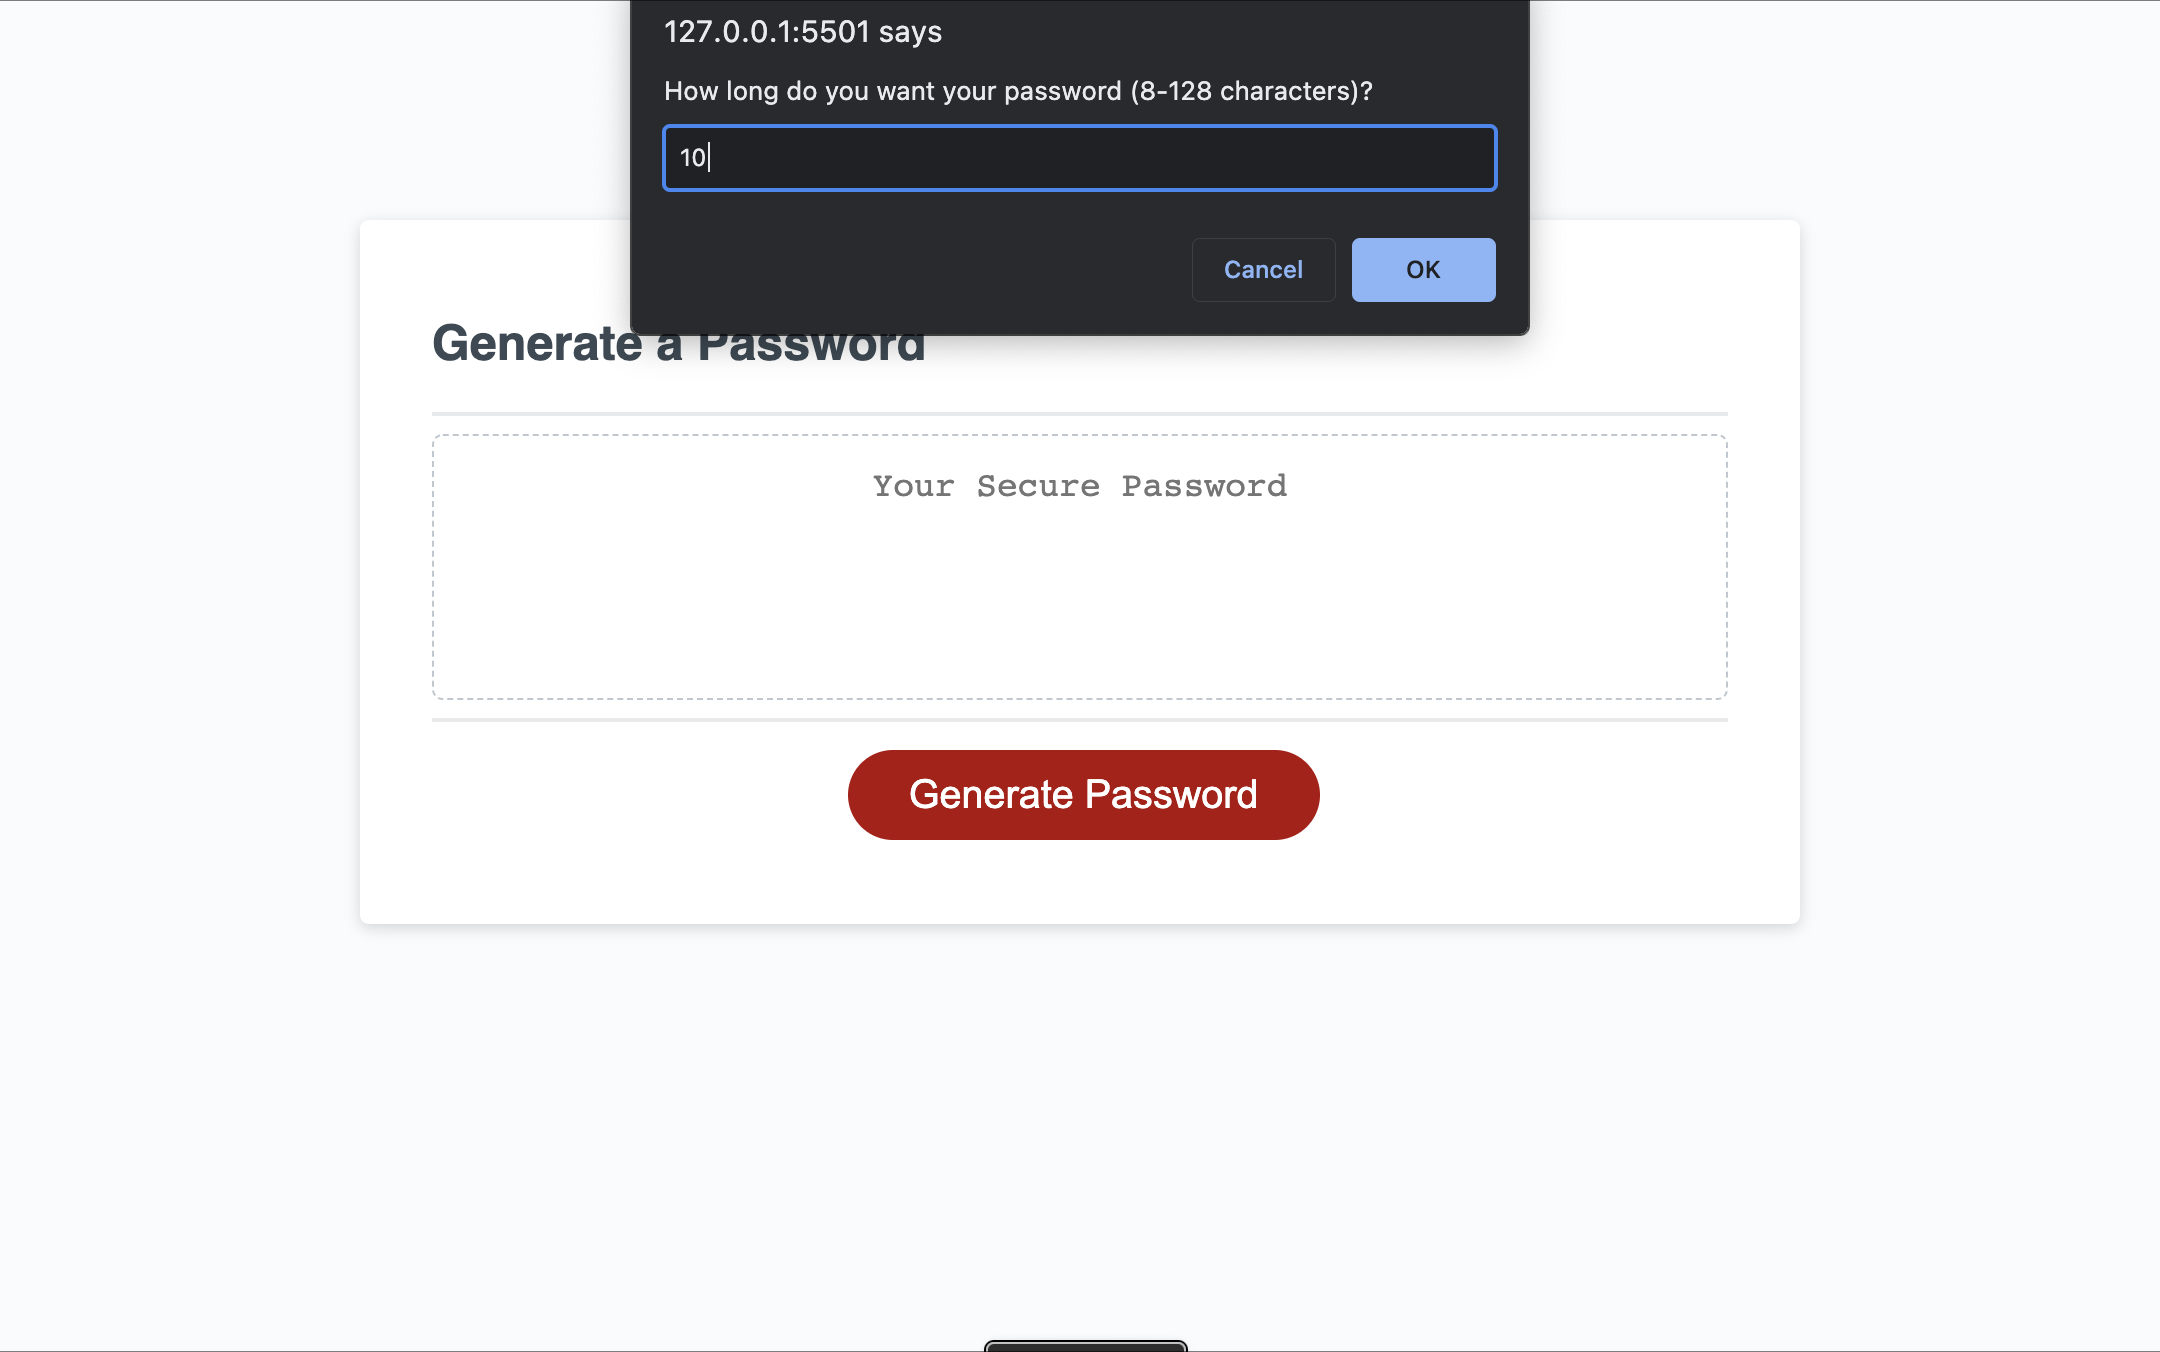 127.0.0.1:5501 says
How long do you want your password (8-128 characters)?
10
Cancel
OK
Generate a Password
Your Secure Password
Generate Password